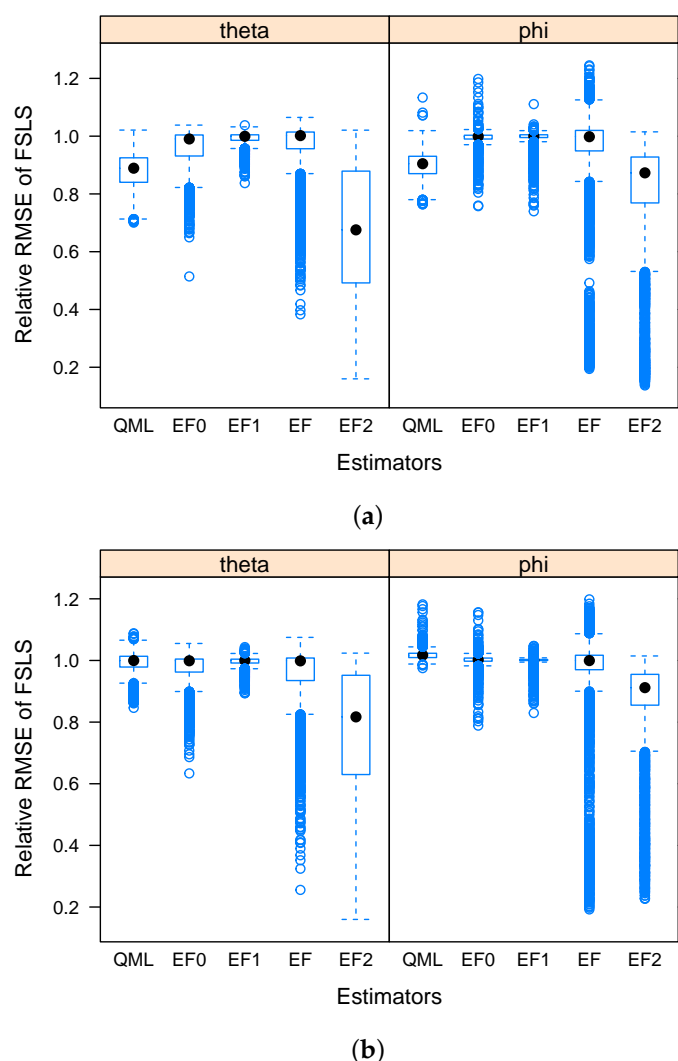 theta phi
Relative RMSE of FSLS
1.2
1.0
0.8
0.6
0.4
0.2
QML EF0 EF1 EF EF2 QML EF0 EF1 EF EF2
Estimators
(a)
theta phi
Relative RMSE of FSLS
1.2
1.0
0.8
0.6
0.4
0.2
QML EF0 EF1 EF EF2 QML EF0 EF1 EF EF2
Estimators
(b)